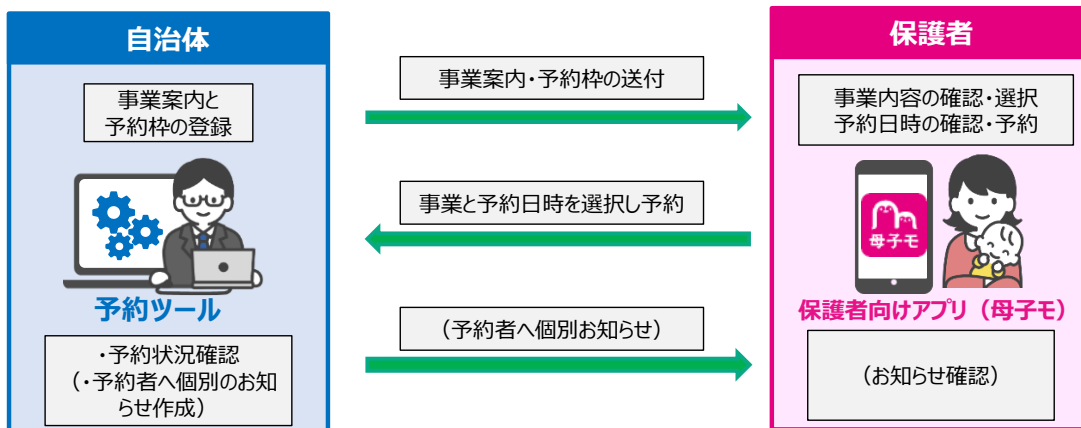 自治体
事業案内と
予約枠の登録
予約ツール
・予約状況確認
(・予約者へ個別のお知
らせ作成)
事業案内・予約枠の送付
事業と予約日時を選択し予約
(予約者へ個別お知らせ)
保護者
事業内容の確認・選択
予約日時の確認・予約
母子モ
保護者向けアプリ(母子モ)
(お知らせ確認)